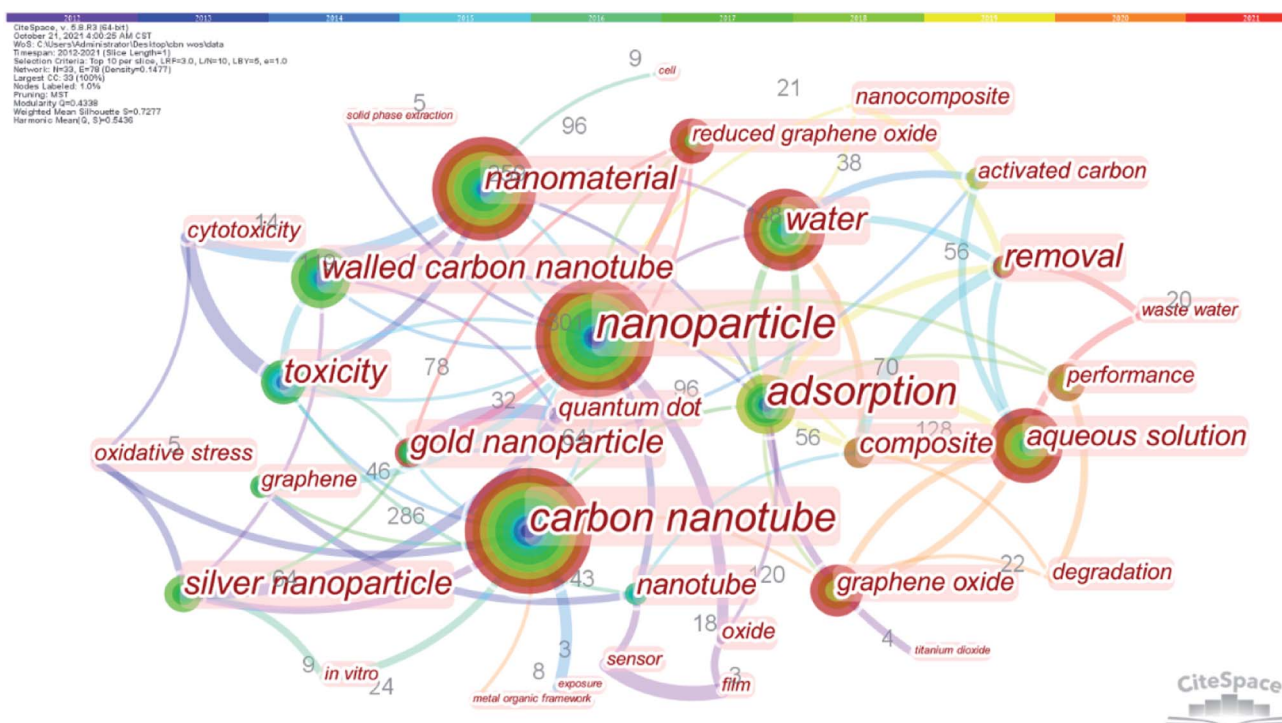 2012 2013 2014 2015 2016 2017 2018 2019 2020 2021
CiteSpace, v. 5.8.R3 (64-bit)
October 21, 2021 4:00:25 AM CST
WoS: C:\Users\Administrator\Desktop\cbn wos\data
Timespan: 2012-2021 (Slice Length=1)
Selection Criteria: Top 10 per slice, LRF=3.0, L/N=10, LBY=5, e=1.0
Network: N=33, E=78 (Density=0.1477)
Largest CC: 33 (100%)
Nodes Labeled: 1.0%
Pruning: MST
Modularity Q=0.4338
Weighted Mean Silhouette S=0.7277
Harmonic Mean(Q, S)=0.5436
9
cell
5
solid phase extraction
96
21
nanocomposite
reduced graphene oxide
38
activated carbon
nanomaterial
14
cytotoxicity
water
56
removal
walled carbon nanotube
20
waste water
nanoparticle
78
toxicity
70
performance
32
96
quantum dot
adsorption
gold nanoparticle
64
56
composite
128
aqueous solution
5
oxidative stress
46
graphene
286
carbon nanotube
64
silver nanoparticle
43
nanotube
120
graphene oxide
22
degradation
18
oxide
4
titanium dioxide
9
in vitro
24
3
sensor
8
exposure
3
film
metal organic framework
CiteSpace